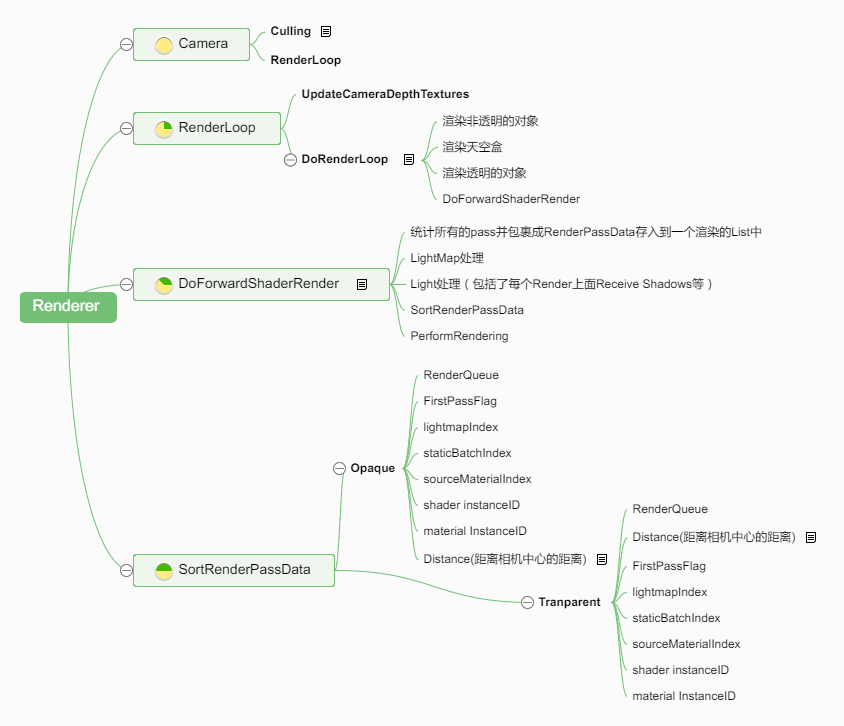 Renderer
Camera
Culling
RenderLoop
RenderLoop
UpdateCameraDepthTextures
DoRenderLoop
渲染非透明的对象
渲染天空盒
渲染透明的对象
DoForwardShaderRender
DoForwardShaderRender
统计所有的pass并包裹成RenderPassData存入到一个渲染的List中
LightMap处理
Light处理（包括了每个Render上面Receive Shadows等）
SortRenderPassData
PerformRendering
SortRenderPassData
Opaque
RenderQueue
FirstPassFlag
lightmapIndex
staticBatchIndex
sourceMaterialIndex
shader instanceID
material InstanceID
Distance(距离相机中心的距离)
Tranparent
RenderQueue
Distance(距离相机中心的距离)
FirstPassFlag
lightmapIndex
staticBatchIndex
sourceMaterialIndex
shader instanceID
material InstanceID